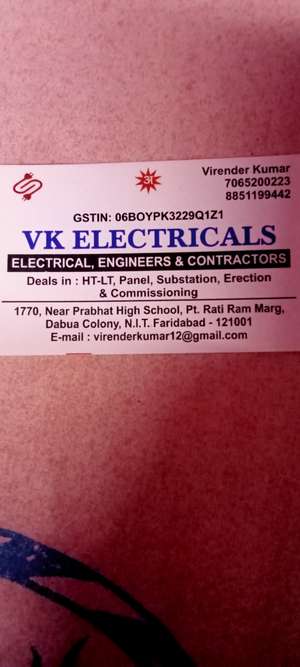 Virender Kumar
7065200223
8851199442
GSTIN: 06BOYPK3229Q1Z1
VK ELECTRICALS
ELECTRICAL, ENGINEERS & CONTRACTORS
Deals in : HT-LT, Panel, Substation, Erection
& Commissioning
1770, Near Prabhat High School, Pt. Rati Ram Marg,
Dabua Colony, N.I.T. Faridabad - 121001
E-mail : virenderkumar12@gmail.com